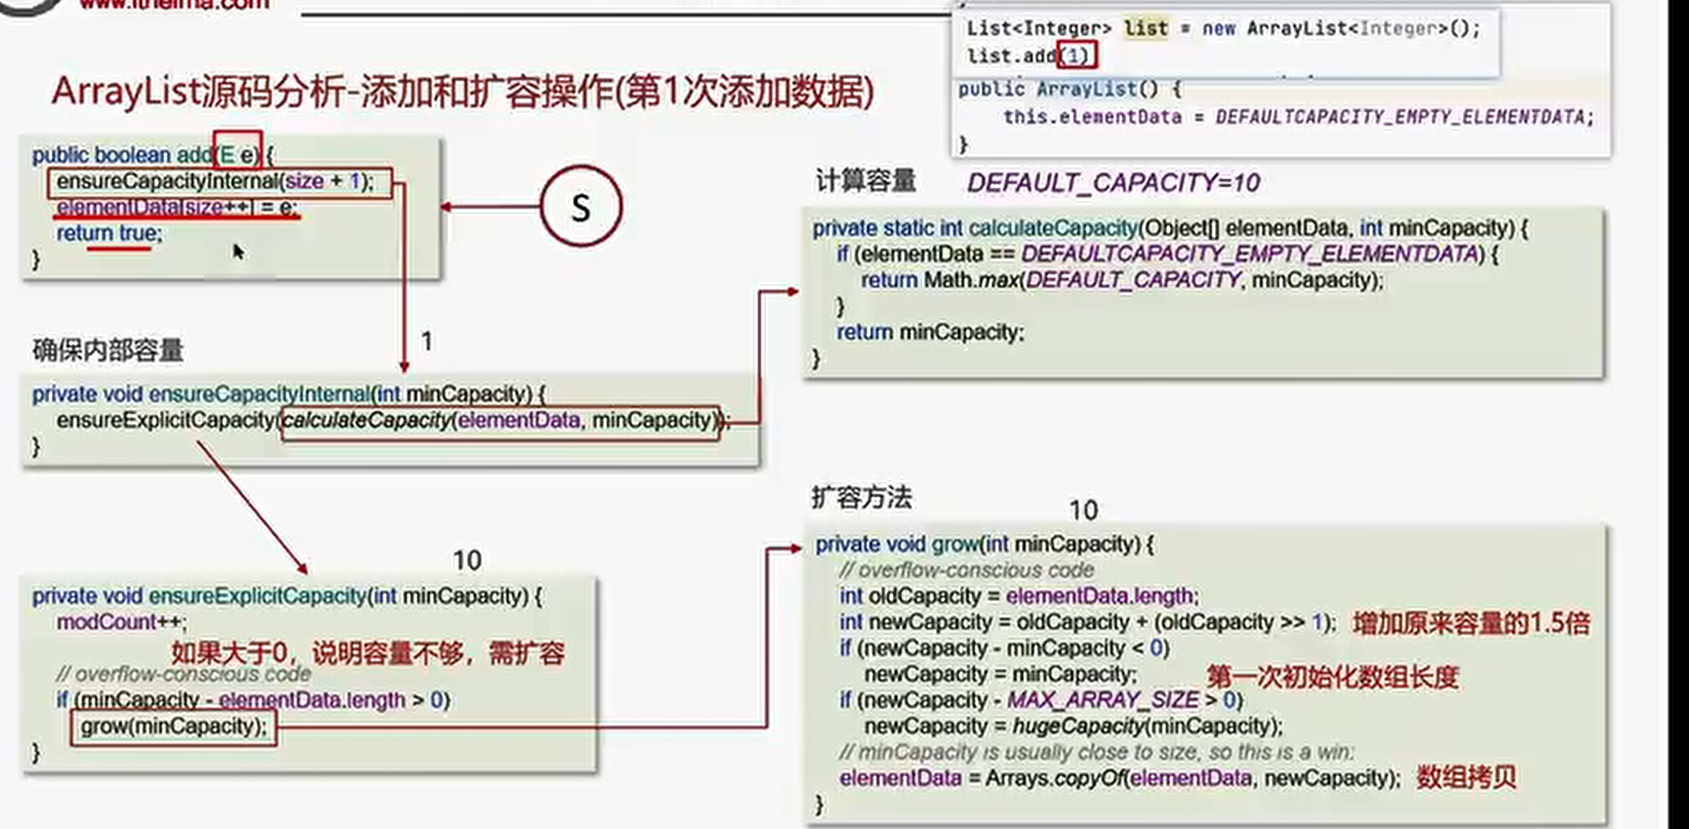 www.itheima.com
List<Integer> list = new ArrayList<Integer>();
list.add(1)
public ArrayList() {
this.elementData = DEFAULTCAPACITY_EMPTY_ELEMENTDATA;
}
ArrayList源码分析-添加和扩容操作(第1次添加数据)
public boolean add(E e) {
ensureCapacityInternal(size + 1);
elementData[size++] = e;
return true;
}
S
计算容量
DEFAULT_CAPACITY=10
private static int calculateCapacity(Object[] elementData, int minCapacity) {
if (elementData == DEFAULTCAPACITY_EMPTY_ELEMENTDATA) {
return Math.max(DEFAULT_CAPACITY, minCapacity);
}
return minCapacity;
}
确保内部容量
1
private void ensureCapacityInternal(int minCapacity) {
ensureExplicitCapacity(calculateCapacity(elementData, minCapacity));
}
10
private void ensureExplicitCapacity(int minCapacity) {
modCount++;
如果大于0，说明容量不够，需扩容
// overflow-conscious code
if (minCapacity - elementData.length > 0)
grow(minCapacity);
}
扩容方法
10
private void grow(int minCapacity) {
// overflow-conscious code
int oldCapacity = elementData.length;
int newCapacity = oldCapacity + (oldCapacity >> 1); 增加原来容量的1.5倍
if (newCapacity - minCapacity < 0)
newCapacity = minCapacity; 第一次初始化数组长度
if (newCapacity - MAX_ARRAY_SIZE > 0)
newCapacity = hugeCapacity(minCapacity);
// minCapacity is usually close to size, so this is a win:
elementData = Arrays.copyOf(elementData, newCapacity); 数组拷贝
}